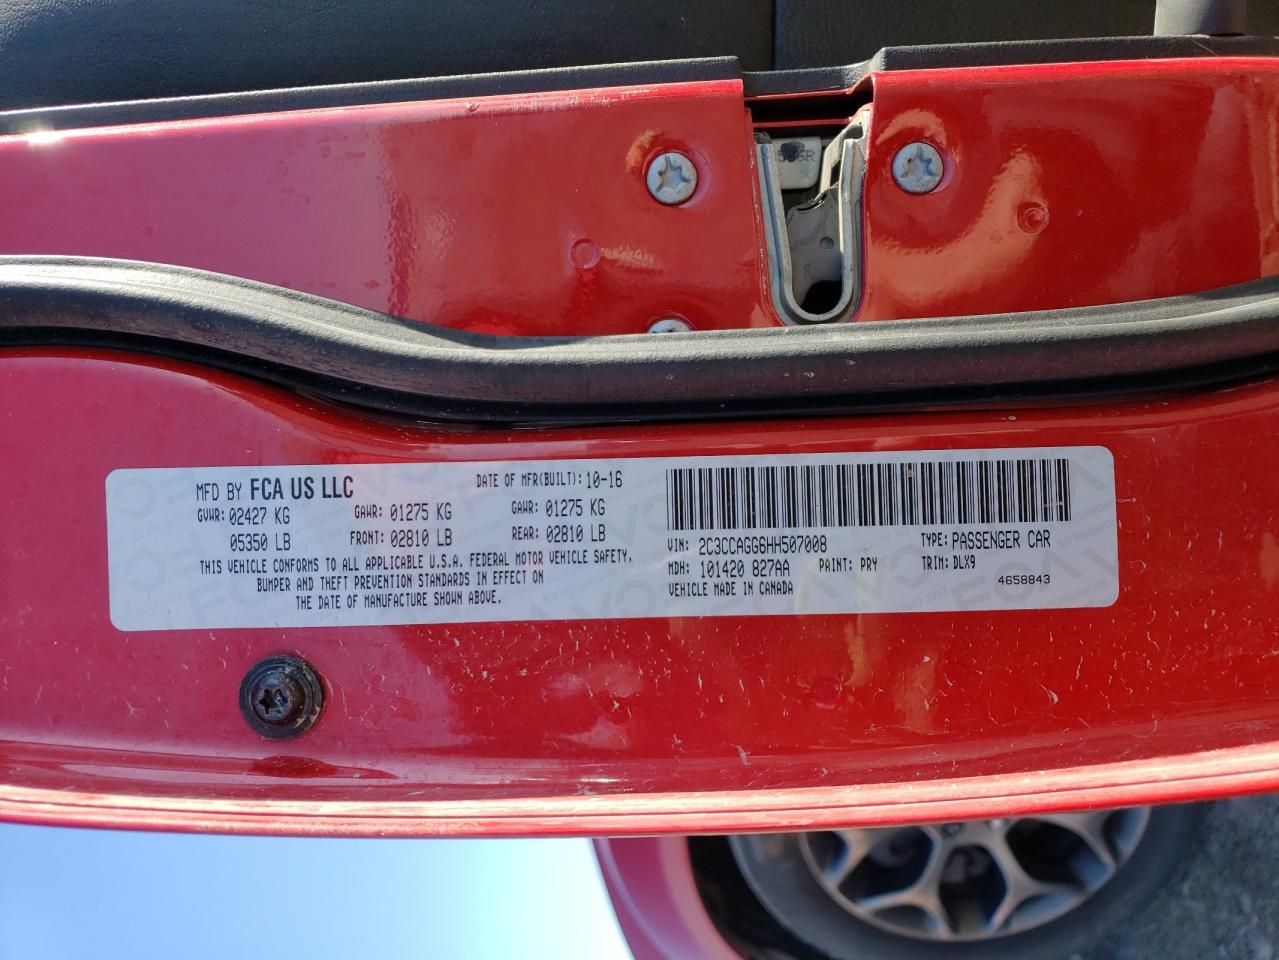 MFD BY FCA US LLC
DATE OF MFR(BUILT): 10-16
GVWR: 02427 KG
05350 LB
GAWR: 01275 KG
FRONT: 02810 LB
GAWR: 01275 KG
REAR: 02810 LB
THIS VEHICLE CONFORMS TO ALL APPLICABLE U.S.A. FEDERAL MOTOR VEHICLE SAFETY,
BUMPER AND THEFT PREVENTION STANDARDS IN EFFECT ON
THE DATE OF MANUFACTURE SHOWN ABOVE.
VIN: 2C3CCAGG6HH507008
TYPE: PASSENGER CAR
MDH: 101420 827AA
PAINT: PRY
TRIM: DLX9
VEHICLE MADE IN CANADA
4658843